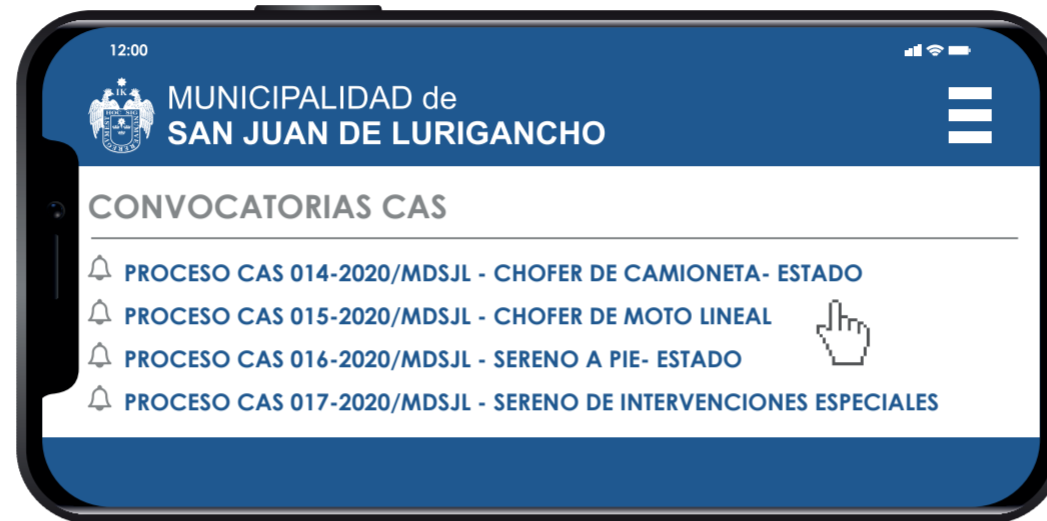 12:00
MUNICIPALIDAD de
SAN JUAN DE LURIGANCHO
CONVOCATORIAS CAS
PROCESO CAS 014-2020/MDSJL - CHOFER DE CAMIONETA- ESTADO
PROCESO CAS 015-2020/MDSJL - CHOFER DE MOTO LINEAL
PROCESO CAS 016-2020/MDSJL - SERENO A PIE- ESTADO
PROCESO CAS 017-2020/MDSJL - SERENO DE INTERVENCIONES ESPECIALES